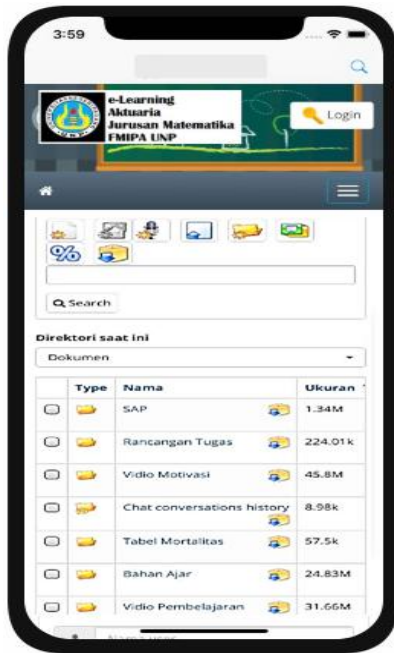 3:59
e-Learning
Aktuaria
Jurusan Matematika
FMIPA UNP
Login
Search
Direktori saat ini
Dokumen
Type Nama Ukuran
SAP 1.34M
Rancangan Tugas 224.01k
Vidio Motivasi 45.8M
Chat conversations history 8.98k
Tabel Mortalitas 57.5k
Bahan Ajar 24.83M
Vidio Pembelajaran 31.66M
Nama user